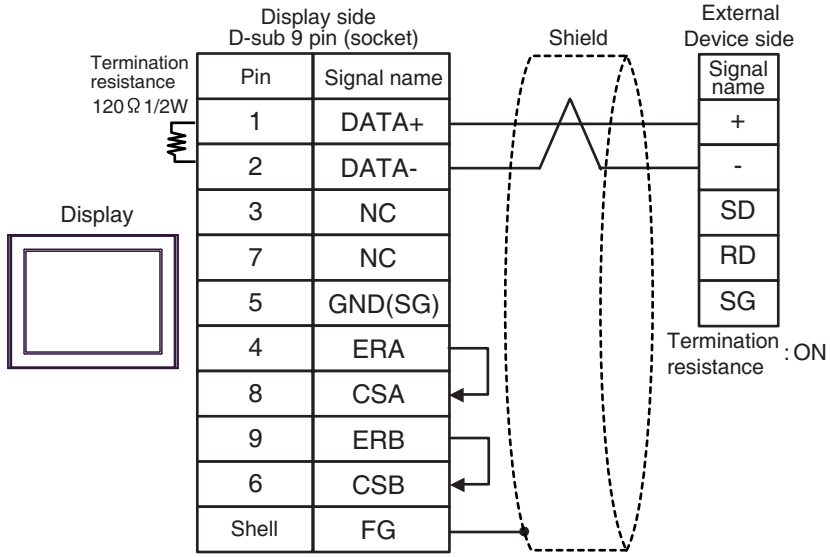 Display side
D-sub 9 pin (socket)
Shield
External
Device side
Termination
resistance
120Ω 1/2W
Pin
Signal name
Signal
name
1
DATA+
+
2
DATA-
-
Display
3
NC
SD
7
NC
RD
5
GND(SG)
SG
4
ERA
Termination
resistance
: ON
8
CSA
9
ERB
6
CSB
Shell
FG